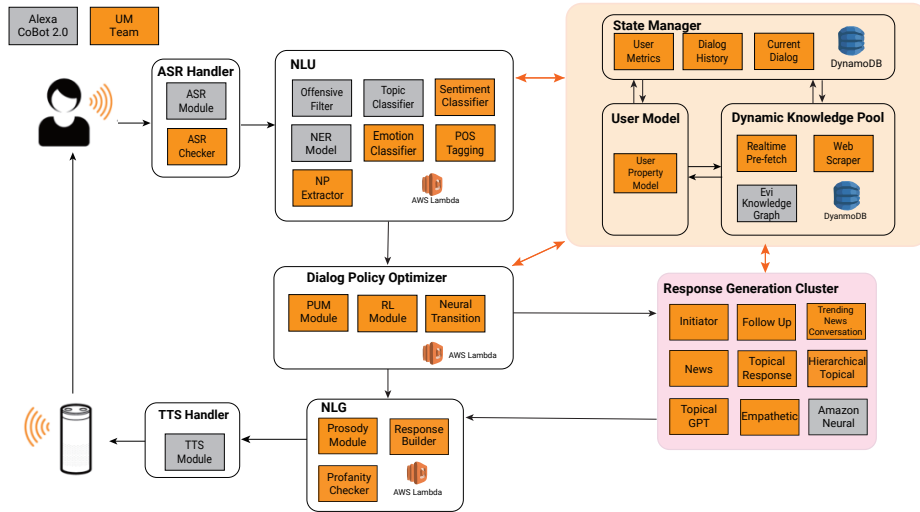 Alexa
CoBot 2.0
UM
Team
ASR Handler
ASR
Module
ASR
Checker
NLU
Offensive
Filter
Topic
Classifier
Sentiment
Classifier
NER
Model
Emotion
Classifier
POS
Tagging
NP
Extractor
AWS Lambda
State Manager
User
Metrics
Dialog
History
Current
Dialog
DynamoDB
User Model
User
Property
Model
Dynamic Knowledge Pool
Realtime
Pre-fetch
Web
Scraper
Evi
Knowledge
Graph
DyanmoDB
Dialog Policy Optimizer
PUM
Module
RL
Module
Neural
Transition
AWS Lambda
Response Generation Cluster
Initiator
Follow Up
Trending
News
Conversation
News
Topical
Response
Hierarchical
Topical
Topical
GPT
Empathetic
Amazon
Neural
TTS Handler
TTS
Module
NLG
Prosody
Module
Response
Builder
Profanity
Checker
AWS Lambda